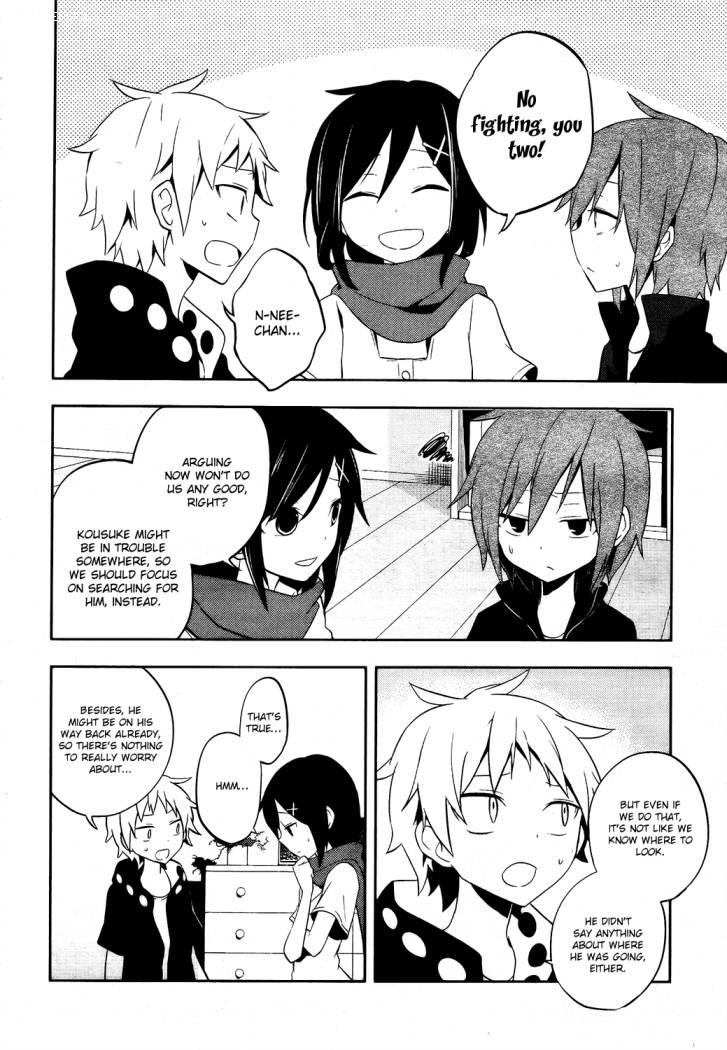 No
fighting, you
two!
N-NEE-
CHAN...
ARGUING
NOW WON'T DO
US ANY GOOD,
RIGHT?
KOUSUKE MIGHT
BE IN TROUBLE
SOMEWHERE, SO
WE SHOULD FOCUS
ON SEARCHING FOR
HIM, INSTEAD.
BUT EVEN IF
WE DO THAT,
IT'S NOT LIKE WE
KNOW WHERE TO
LOOK.
HE DIDN'T
SAY ANYTHING
ABOUT WHERE
HE WAS GOING,
EITHER.
THAT'S
TRUE...
HMM...
BESIDES, HE
MIGHT BE ON HIS
WAY BACK ALREADY,
SO THERE'S NOTHING
TO REALLY WORRY
ABOUT...